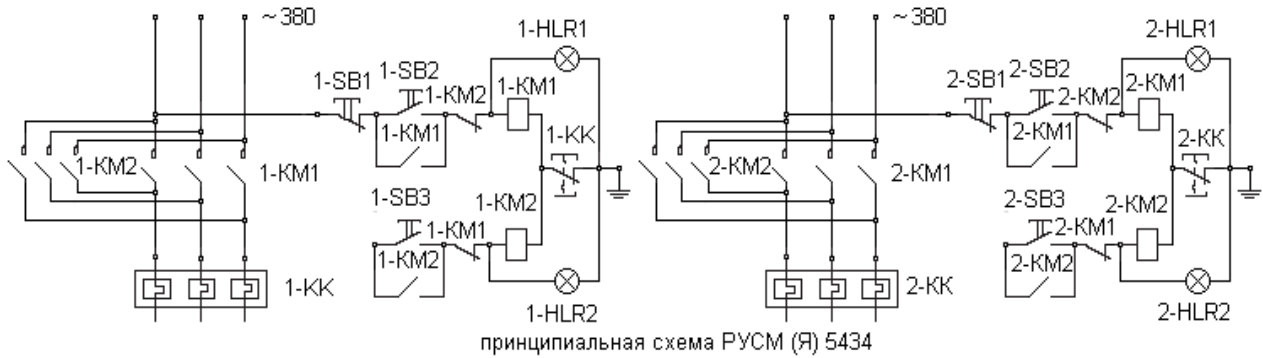 ~380
1-HLR1
1-SB1
1-SB2
1-KM1
1-KM2
1-KM1
1-KK
1-KM2
1-KM1
1-SB3
1-KM1
1-KM2
1-KM2
1-KK
1-HLR2
~380
2-HLR1
2-SB1
2-SB2
2-KM1
2-KM2
2-KM1
2-KK
2-KM2
2-KM1
2-SB3
2-KM1
2-KM2
2-KM2
2-KK
2-HLR2
принципиальная схема РУСМ (Я) 5434